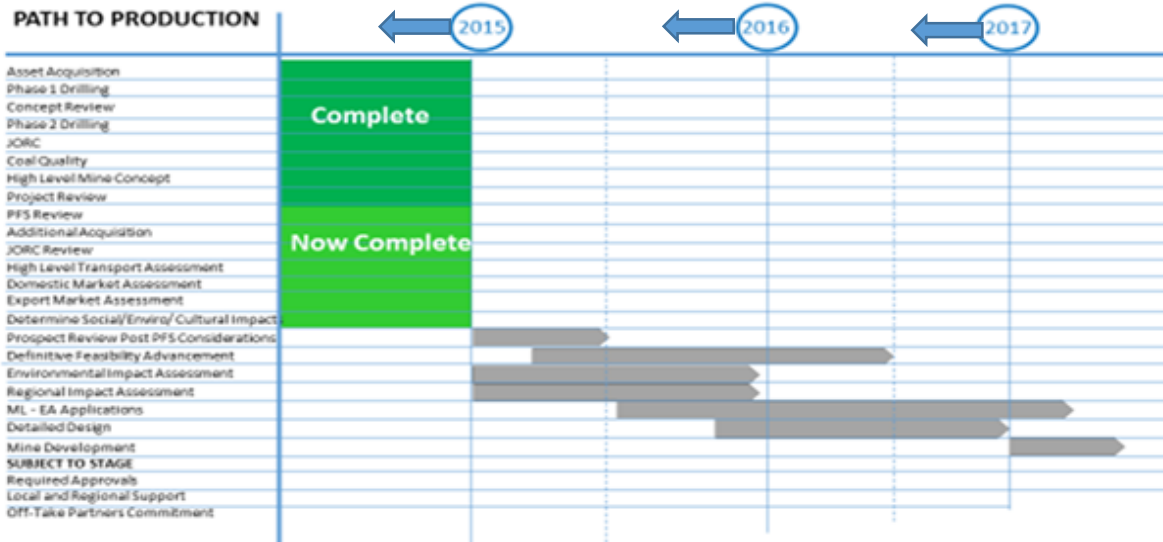 PATH TO PRODUCTION
2015
2016
2017
Asset Acquisition
Phase 1 Drilling
Concept Review
Phase 2 Drilling
JORC
Coal Quality
High Level Mine Concept
Project Review
Complete
PFS Review
Additional Acquisition
JORC Review
High Level Transport Assessment
Domestic Market Assessment
Export Market Assessment
Determine Social/Enviro/ Cultural Impact
Now Complete
Prospect Review Post PFS Considerations
Definitive Feasibility Advancement
Environmental Impact Assessment
Regional Impact Assessment
ML - EA Applications
Detailed Design
Mine Development
SUBJECT TO STAGE
Required Approvals
Local and Regional Support
Off-Take Partners Commitment